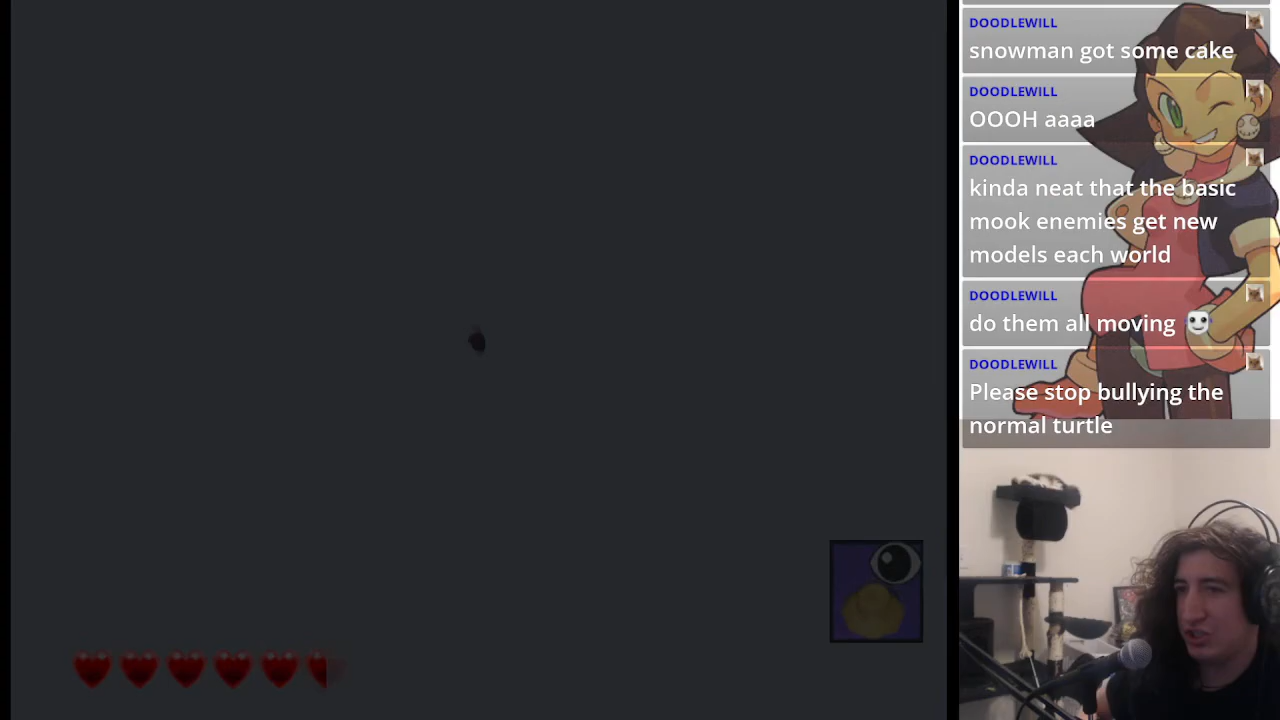 DOODLEWILL
snowman got some cake
DOODLEWILL
OOOH aaaa
DOODLEWILL
kinda neat that the basic
mook enemies get new
models each world
DOODLEWILL
do them all moving
DOODLEWILL
Please stop bullying the
normal turtle